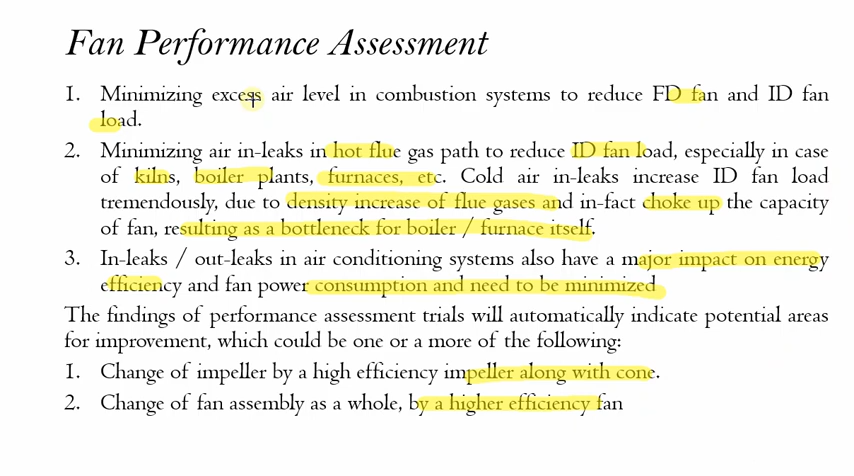 Fan Performance Assessment
1. Minimizing excess air level in combustion systems to reduce FD fan and ID fan
load.
2. Minimizing air in-leaks in hot flue gas path to reduce ID fan load, especially in case
of kilns, boiler plants, furnaces, etc. Cold air in-leaks increase ID fan load
tremendously, due to density increase of flue gases and in-fact choke up the capacity
of fan, resulting as a bottleneck for boiler / furnace itself.
3. In-leaks / out-leaks in air conditioning systems also have a major impact on energy
efficiency and fan power consumption and need to be minimized
The findings of performance assessment trials will automatically indicate potential areas
for improvement, which could be one or a more of the following:
1. Change of impeller by a high efficiency impeller along with cone.
2. Change of fan assembly as a whole, by a higher efficiency fan